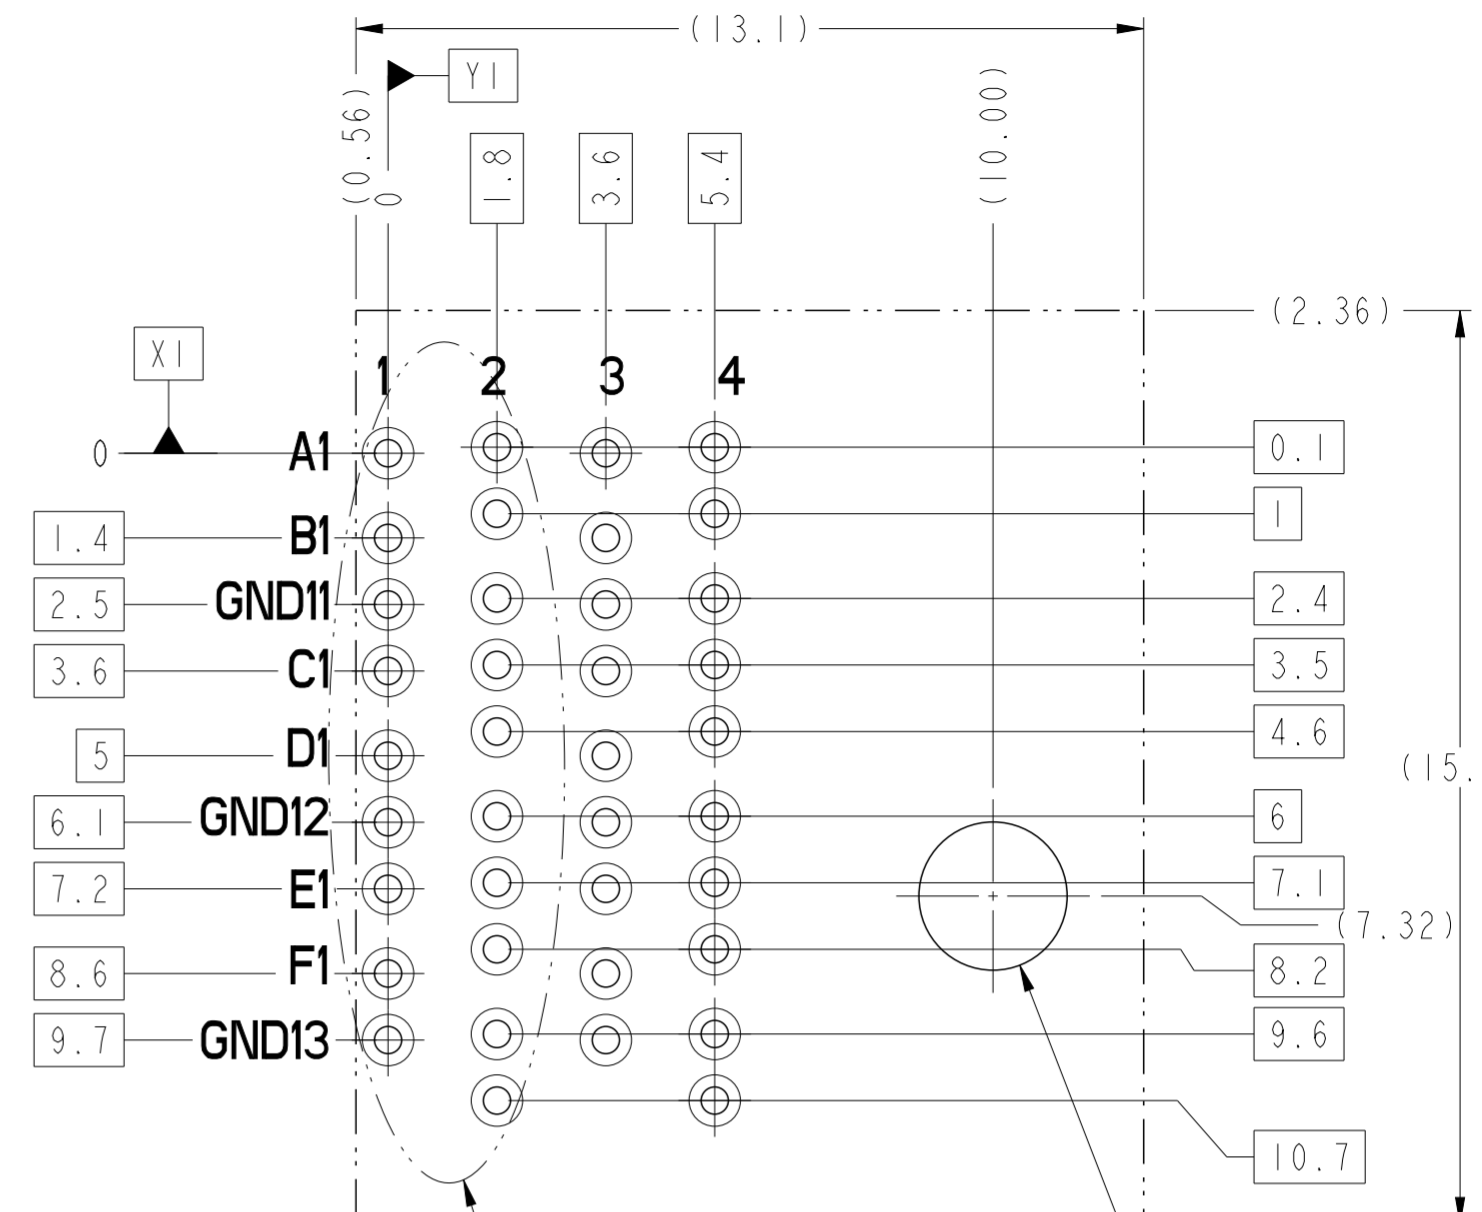 (13.1)
Y1
(0.56)
0
1.8
3.6
5.4
(10.00)
(2.36)
X1
1 2 3 4
0 A1 0.1
1
1.4 B1
2.5 GND11 2.4
3.6 C1 3.5
4.6
5 D1
(15.
6.1 GND12 6
7.2 E1 7.1
(7.32)
8.6 F1 8.2
9.7 GND13 9.6
10.7